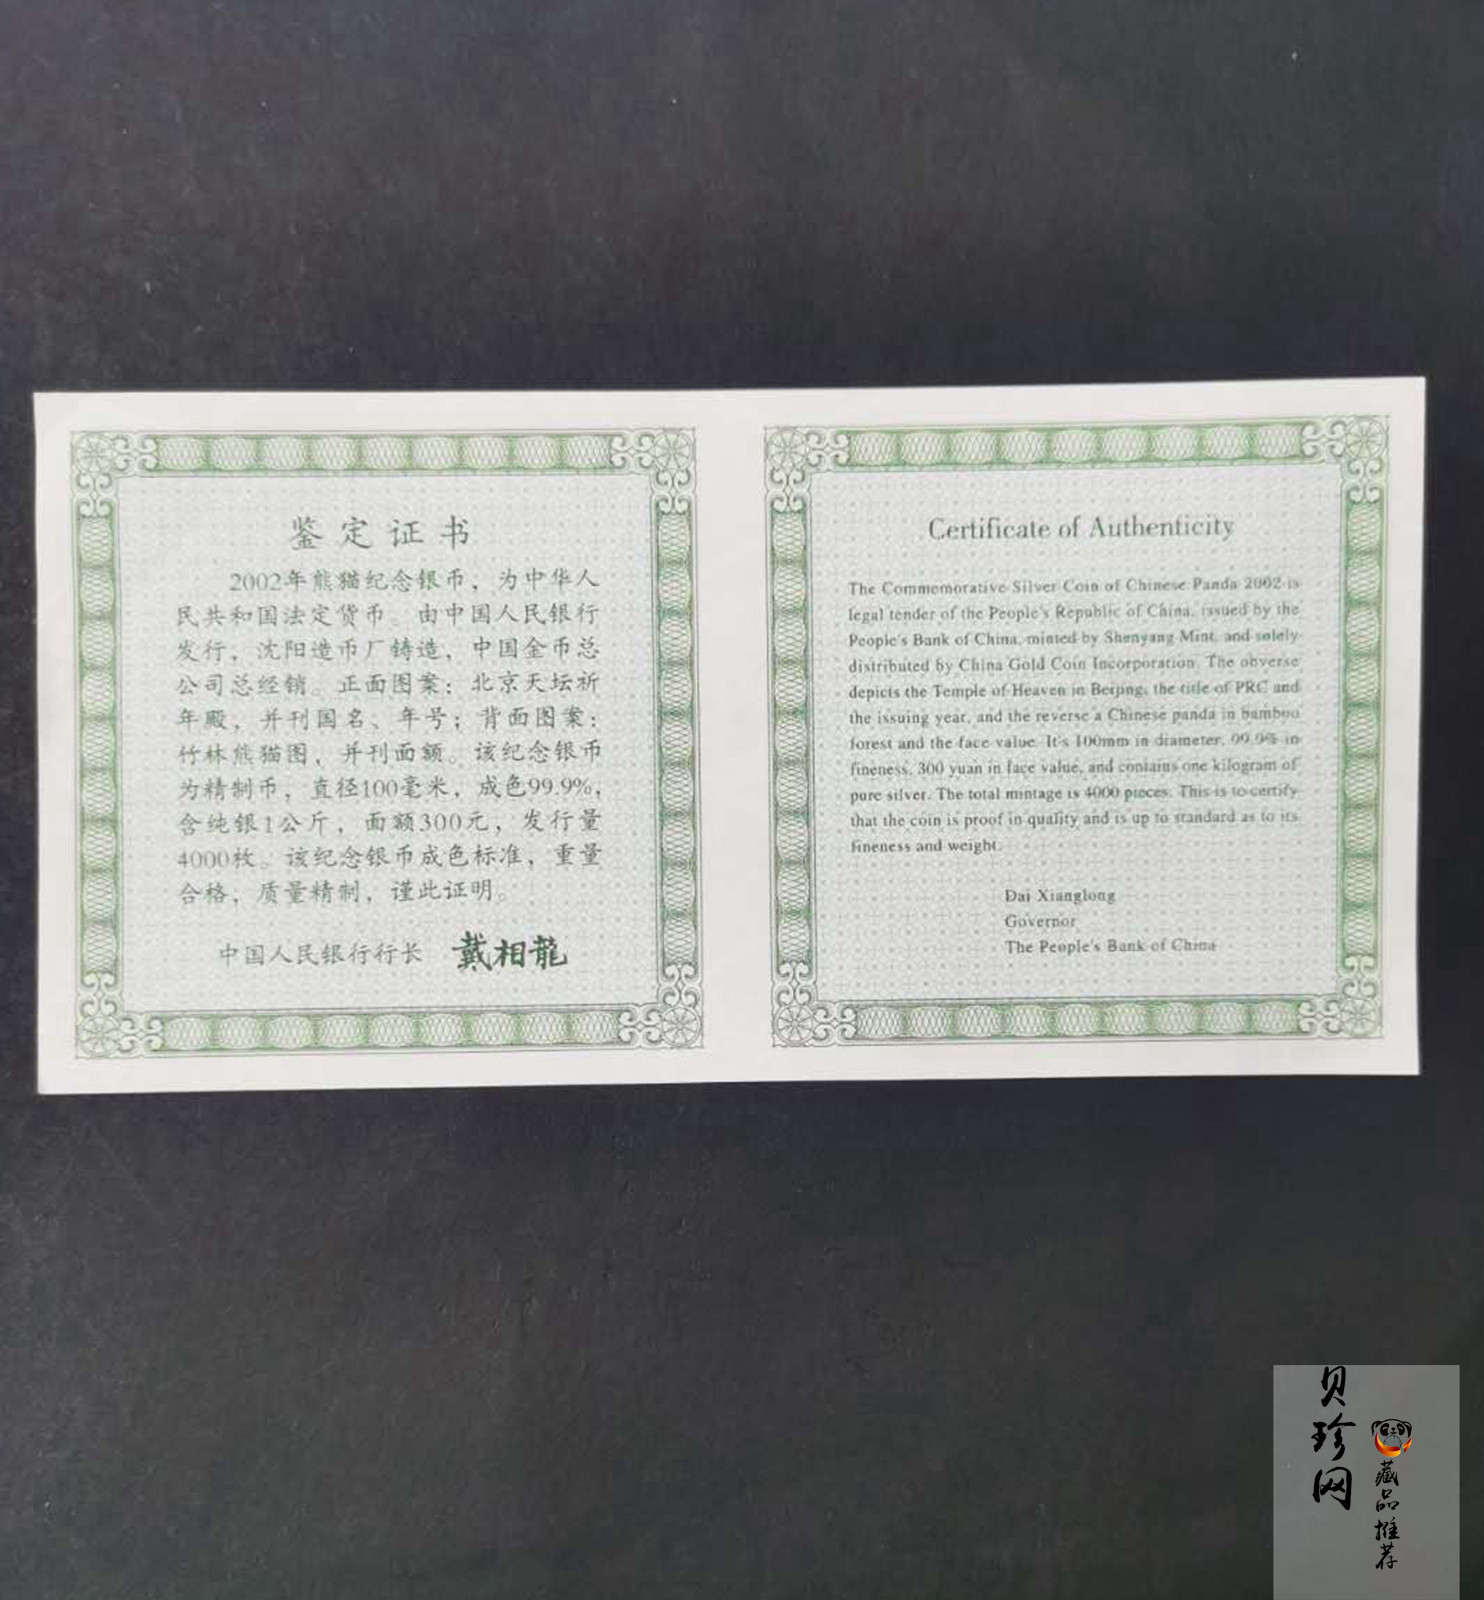 鉴定证书
2002年熊猫纪念银币，为中华人
民共和国法定货币。由中国人民银行
发行，沈阳造币厂铸造，中国金币总
公司总经销。正面图案：北京天坛祈
年殿，并刊国名、年号；背面图案：
竹林熊猫图，并刊面额。该纪念银币
为精制币，直径100毫米，成色99.9%，
含纯银1公斤，面额300元，发行量
4000枚。该纪念银币成色标准，重量
合格，质量精制，谨此证明。
中国人民银行行长 戴相龍
Certificate of Authenticity
The Commemorative Silver Coin of Chinese Panda 2002 is
legal tender of the People's Republic of China, issued by the
People's Bank of China, minted by Shenyang Mint, and solely
distributed by China Gold Coin Incorporation. The obverse
depicts the Temple of Heaven in Beijing, the title of PRC and
the issuing year, and the reverse a Chinese panda in bamboo
forest and the face value. It's 100mm in diameter, 99.9% in
fineness, 300 yuan in face value, and contains one kilogram of
pure silver. The total mintage is 4000 pieces. This is to certify
that the coin is proof in quality and is up to standard as to its
fineness and weight.
Dai Xianglong
Governor
The People's Bank of China
贝珍网
藏品推荐